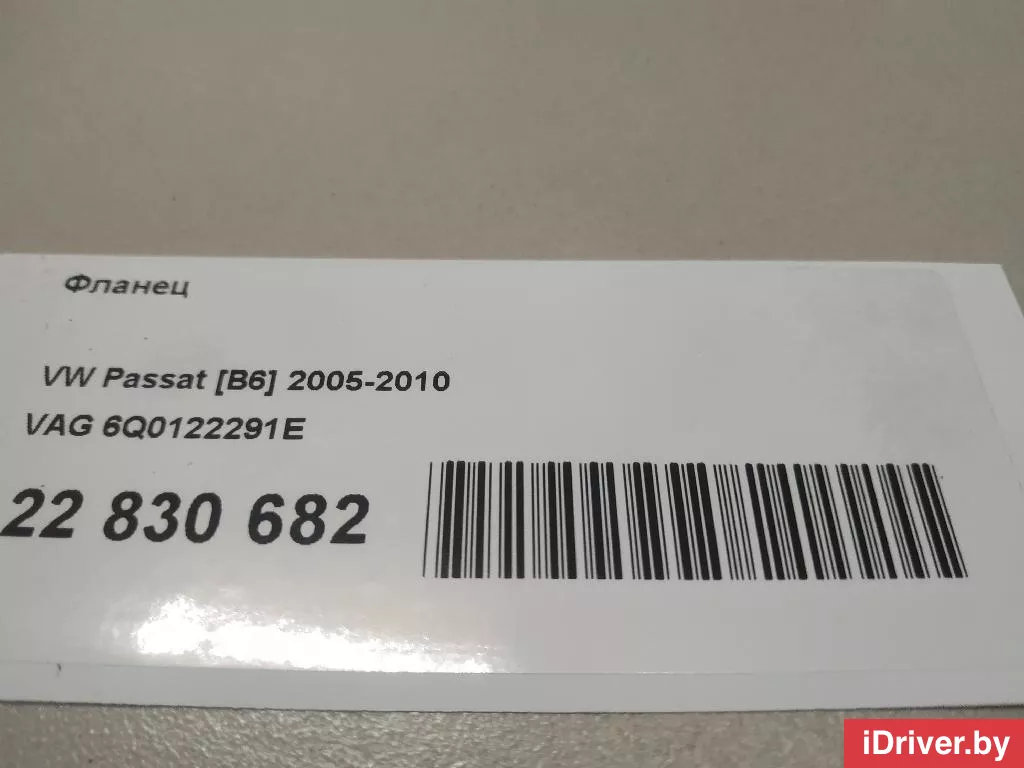 Фланец
VW Passat [B6] 2005-2010
VAG 6Q0122291E
22 830 682
iDriver.by